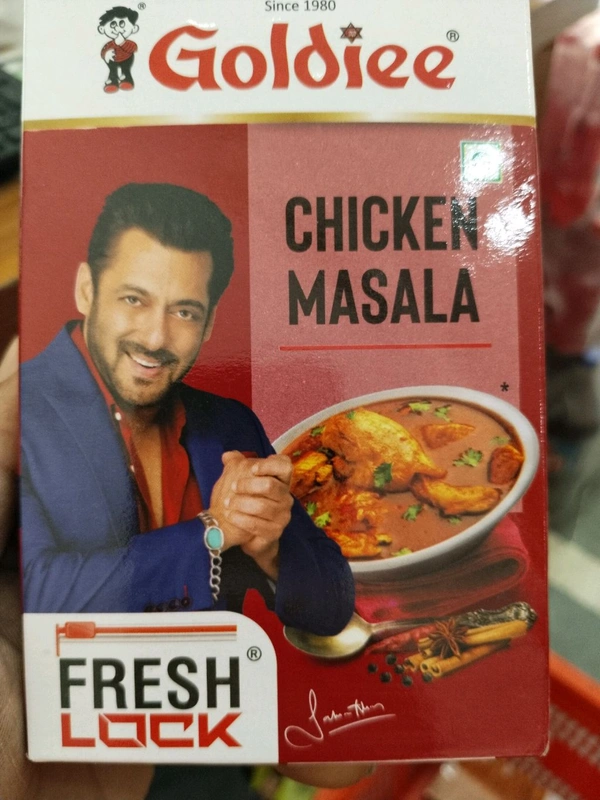 Since 1980
Goldiee®
®
CHICKEN
MASALA
*
FRESH®
LOCK